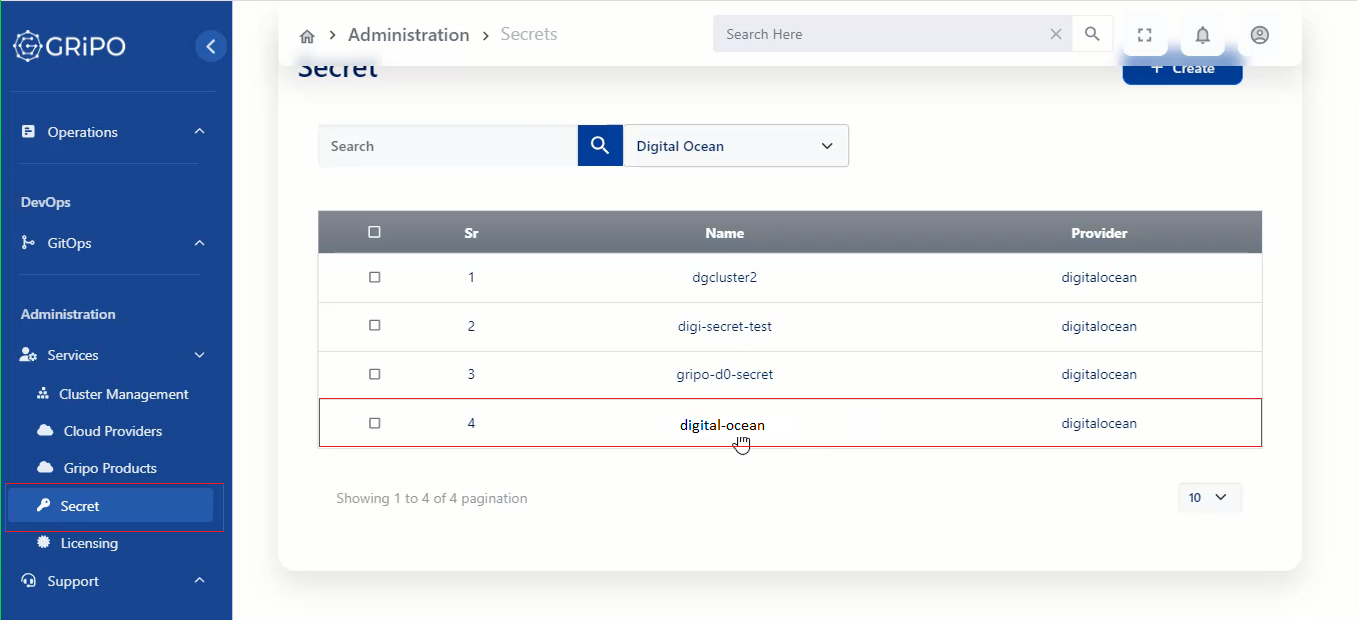 GRiPO
Administration
Secrets
Search Here
Secret
+ Create
Operations
Search
Digital Ocean
DevOps
GitOps
Sr Name Provider
1 dgcluster2 digitalocean
2 digi-secret-test digitalocean
3 gripo-d0-secret digitalocean
4 digital-ocean digitalocean
Administration
Services
Cluster Management
Cloud Providers
Gripo Products
Secret
Licensing
Support
Showing 1 to 4 of 4 pagination
10